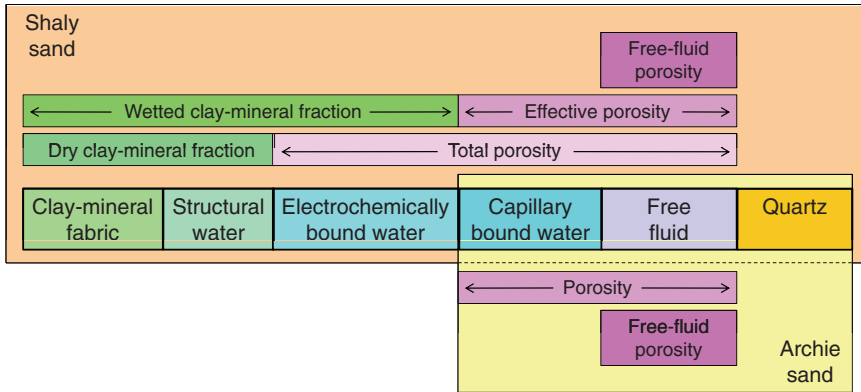 Shaly
sand
Free-fluid
porosity
Wetted clay-mineral fraction
Effective porosity
Dry clay-mineral fraction
Total porosity
Clay-mineral
fabric
Structural
water
Electrochemically
bound water
Capillary
bound water
Free
fluid
Quartz
Porosity
Free-fluid
porosity
Archie
sand